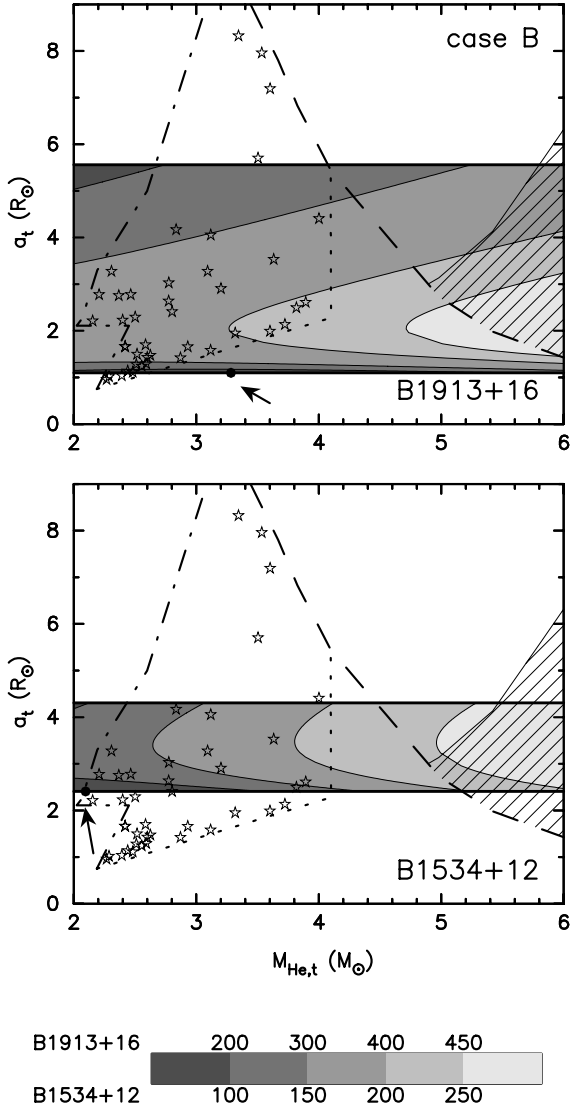 case B
8
6
4
2
0
a_t (R_⊙)
B1913+16
2 3 4 5 6
8
6
4
2
0
a_t (R_⊙)
B1534+12
2 3 4 5 6
M_He,t (M_⊙)
B1913+16 200 300 400 450
B1534+12 100 150 200 250